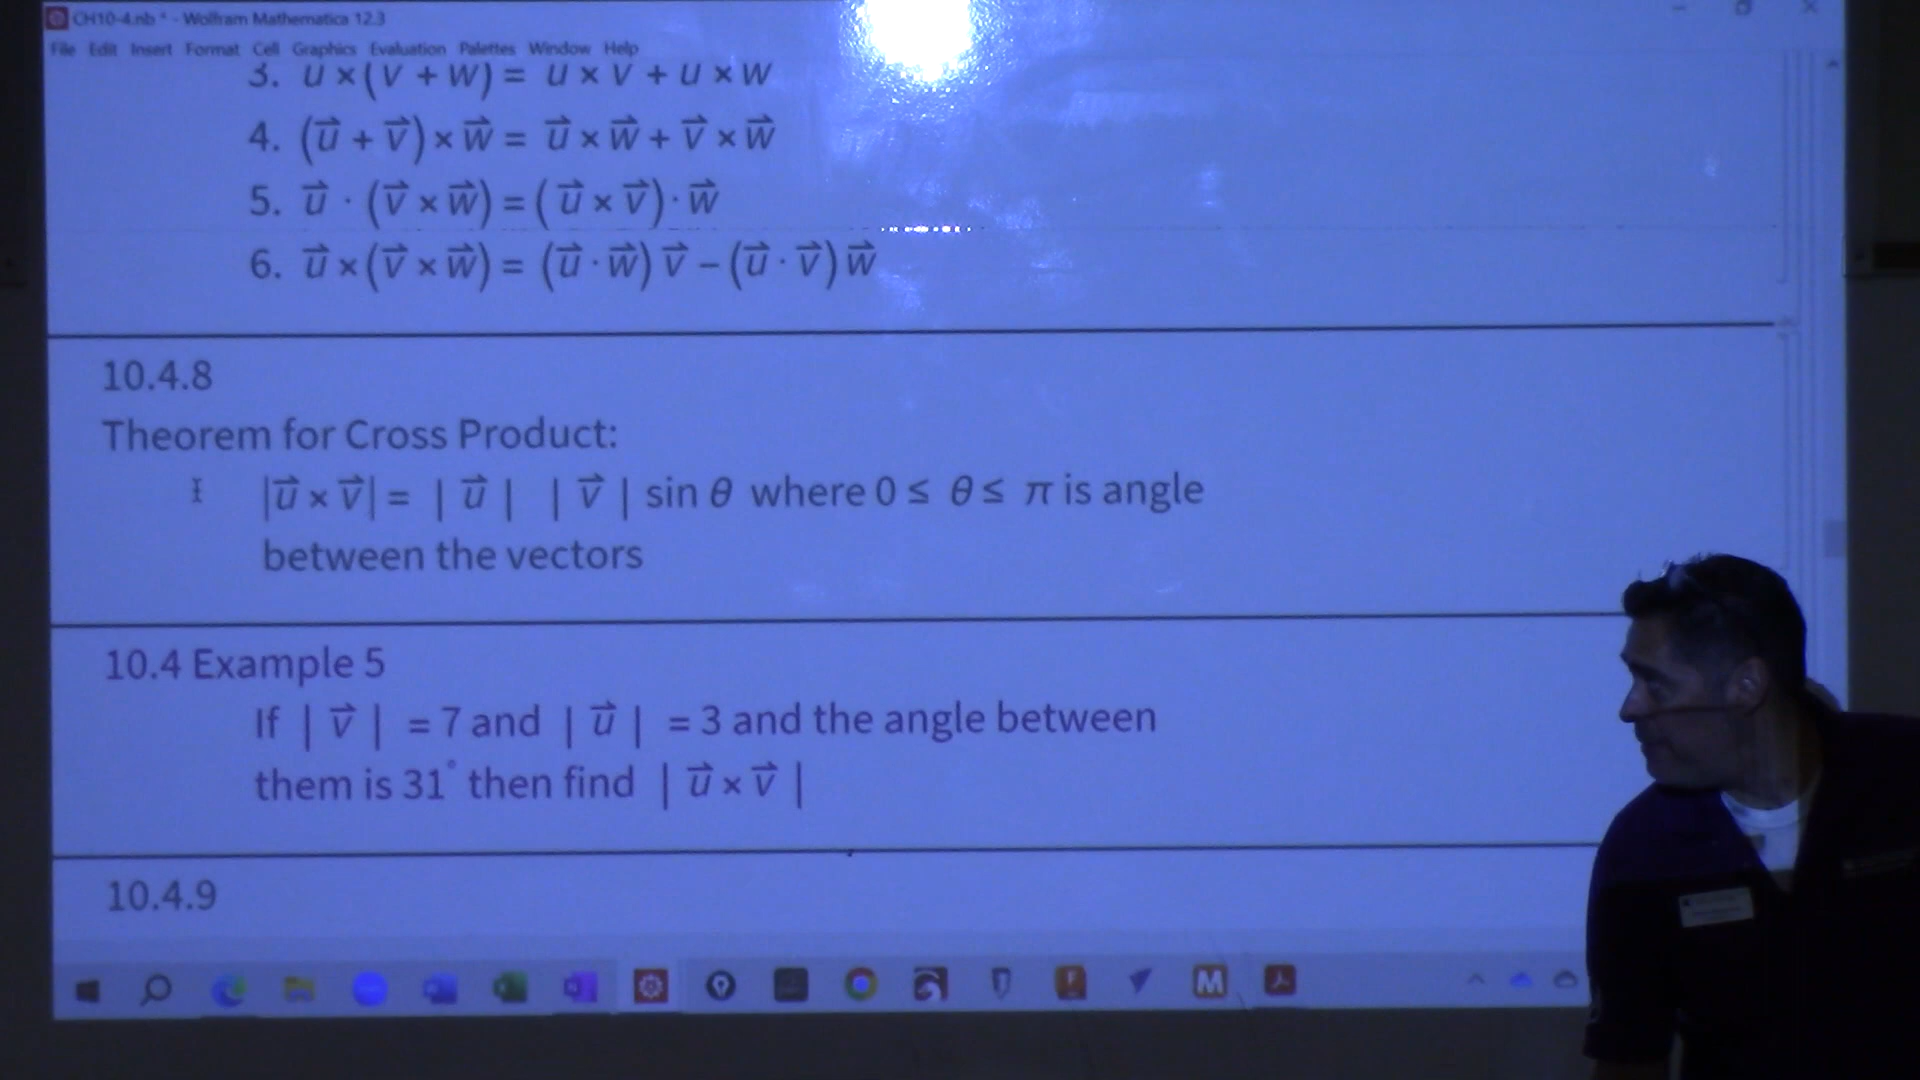 CH10-4.nb * - Wolfram Mathematica 12.3
File Edit Insert Format Cell Graphics Evaluation Palettes Window Help
3. u × (v + w) = u × v + u × w
4. (u⃗ + v⃗) × w⃗ = u⃗ × w⃗ + v⃗ × w⃗
5. u⃗ · (v⃗ × w⃗) = (u⃗ × v⃗) · w⃗
6. u⃗ × (v⃗ × w⃗) = (u⃗ · w⃗) v⃗ − (u⃗ · v⃗) w⃗
10.4.8
Theorem for Cross Product:
|u⃗ × v⃗| = | u⃗ | | v⃗ | sin θ where 0 ≤ θ ≤ π is angle
between the vectors
10.4 Example 5
If | v⃗ | = 7 and | u⃗ | = 3 and the angle between
them is 31° then find | u⃗ × v⃗ |
10.4.9